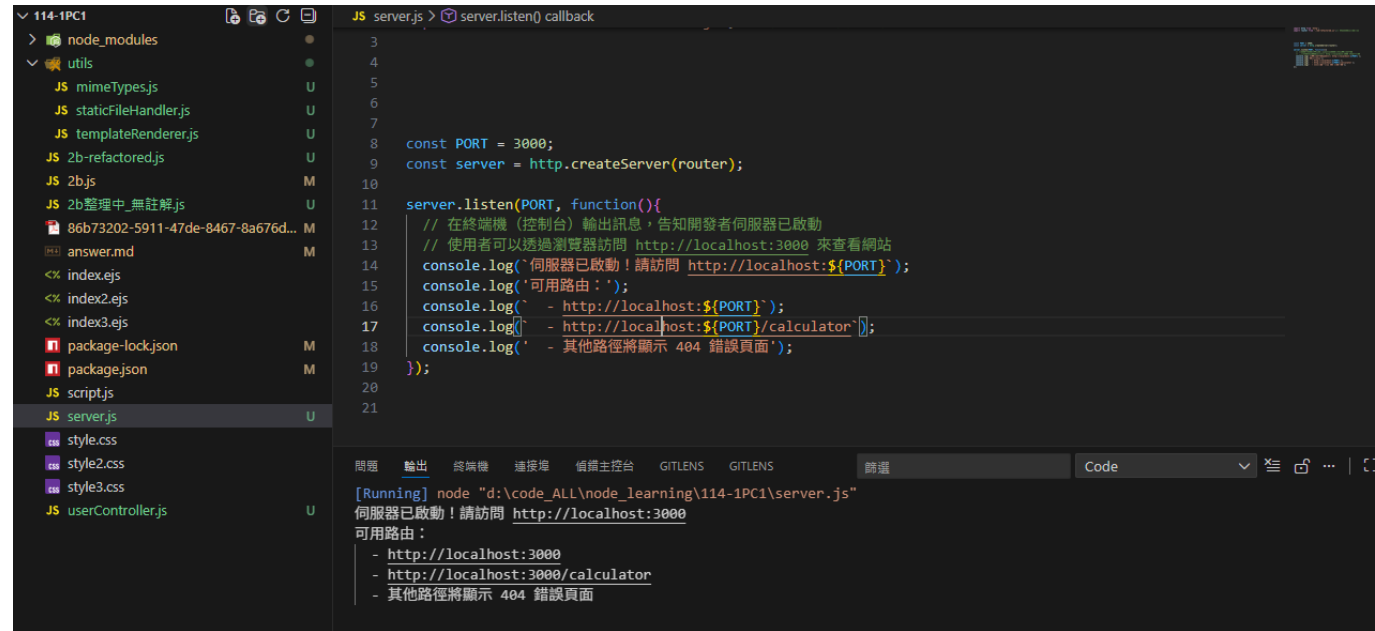 114-1PC1
node_modules
utils
JS mimeTypes.js U
JS staticFileHandler.js U
JS templateRenderer.js U
JS 2b-refactored.js U
JS 2b.js M
JS 2b整理中_無註解.js U
86b73202-5911-47de-8467-8a676d... M
answer.md M
<% index.ejs
<% index2.ejs
<% index3.ejs
package-lock.json M
package.json M
JS script.js
JS server.js U
css style.css
css style2.css
css style3.css
JS userController.js U
JS server.js > server.listen() callback
3
4
5
6
7
8 const PORT = 3000;
9 const server = http.createServer(router);
10
11 server.listen(PORT, function(){
12 // 在終端機（控制台）輸出訊息，告知開發者伺服器已啟動
13 // 使用者可以透過瀏覽器訪問 http://localhost:3000 來查看網站
14 console.log(`伺服器已啟動！請訪問 http://localhost:${PORT}`);
15 console.log('可用路由：');
16 console.log(`  - http://localhost:${PORT}`);
17 console.log(`  - http://localhost:${PORT}/calculator`);
18 console.log('  - 其他路徑將顯示 404 錯誤頁面');
19 });
20
21
問題 輸出 終端機 連接埠 偵錯主控台 GITLENS GITLENS 篩選 Code
[Running] node "d:\code_ALL\node_learning\114-1PC1\server.js"
伺服器已啟動！請訪問 http://localhost:3000
可用路由：
- http://localhost:3000
- http://localhost:3000/calculator
- 其他路徑將顯示 404 錯誤頁面